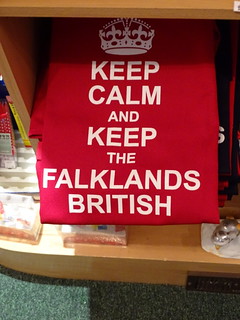 KEEP
CALM
AND
KEEP
THE
FALKLANDS
BRITISH